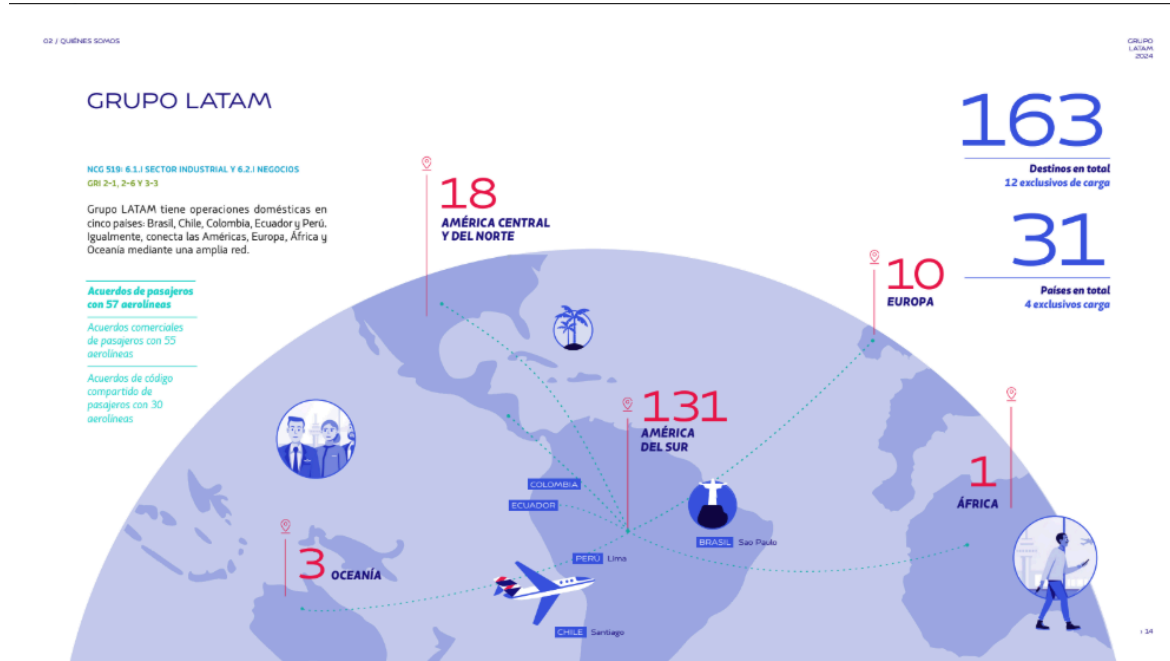 02 / QUIÉNES SOMOS
GRUPO
LATAM
2024
GRUPO LATAM
NCG 519: 6.1.I SECTOR INDUSTRIAL Y 6.2.I NEGOCIOS
GRI 2-1, 2-6 Y 3-3
Grupo LATAM tiene operaciones domésticas en
cinco países: Brasil, Chile, Colombia, Ecuador y Perú.
Igualmente, conecta las Américas, Europa, África y
Oceanía mediante una amplia red.
Acuerdos de pasajeros
con 57 aerolíneas
Acuerdos comerciales
de pasajeros con 55
aerolíneas
Acuerdos de código
compartido de
pasajeros con 30
aerolíneas
163
Destinos en total
12 exclusivos de carga
31
Países en total
4 exclusivos carga
18
AMÉRICA CENTRAL
Y DEL NORTE
10
EUROPA
131
AMÉRICA
DEL SUR
1
ÁFRICA
3 OCEANÍA
COLOMBIA
ECUADOR
BRASIL Sao Paulo
PERÚ Lima
CHILE Santiago
14